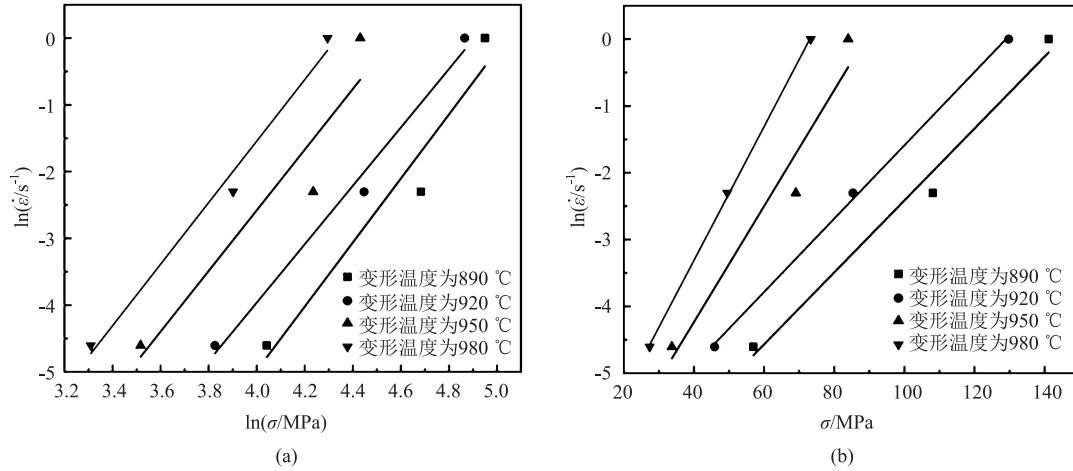 0
-1
-2
-3
-4
-5
ln(ε̇/s⁻¹)
变形温度为890 ℃
变形温度为920 ℃
变形温度为950 ℃
变形温度为980 ℃
3.2 3.4 3.6 3.8 4.0 4.2 4.4 4.6 4.8 5.0
ln(σ/MPa)
(a)
0
-1
-2
-3
-4
-5
ln(ε̇/s⁻¹)
变形温度为890 ℃
变形温度为920 ℃
变形温度为950 ℃
变形温度为980 ℃
20 40 60 80 100 120 140
σ/MPa
(b)